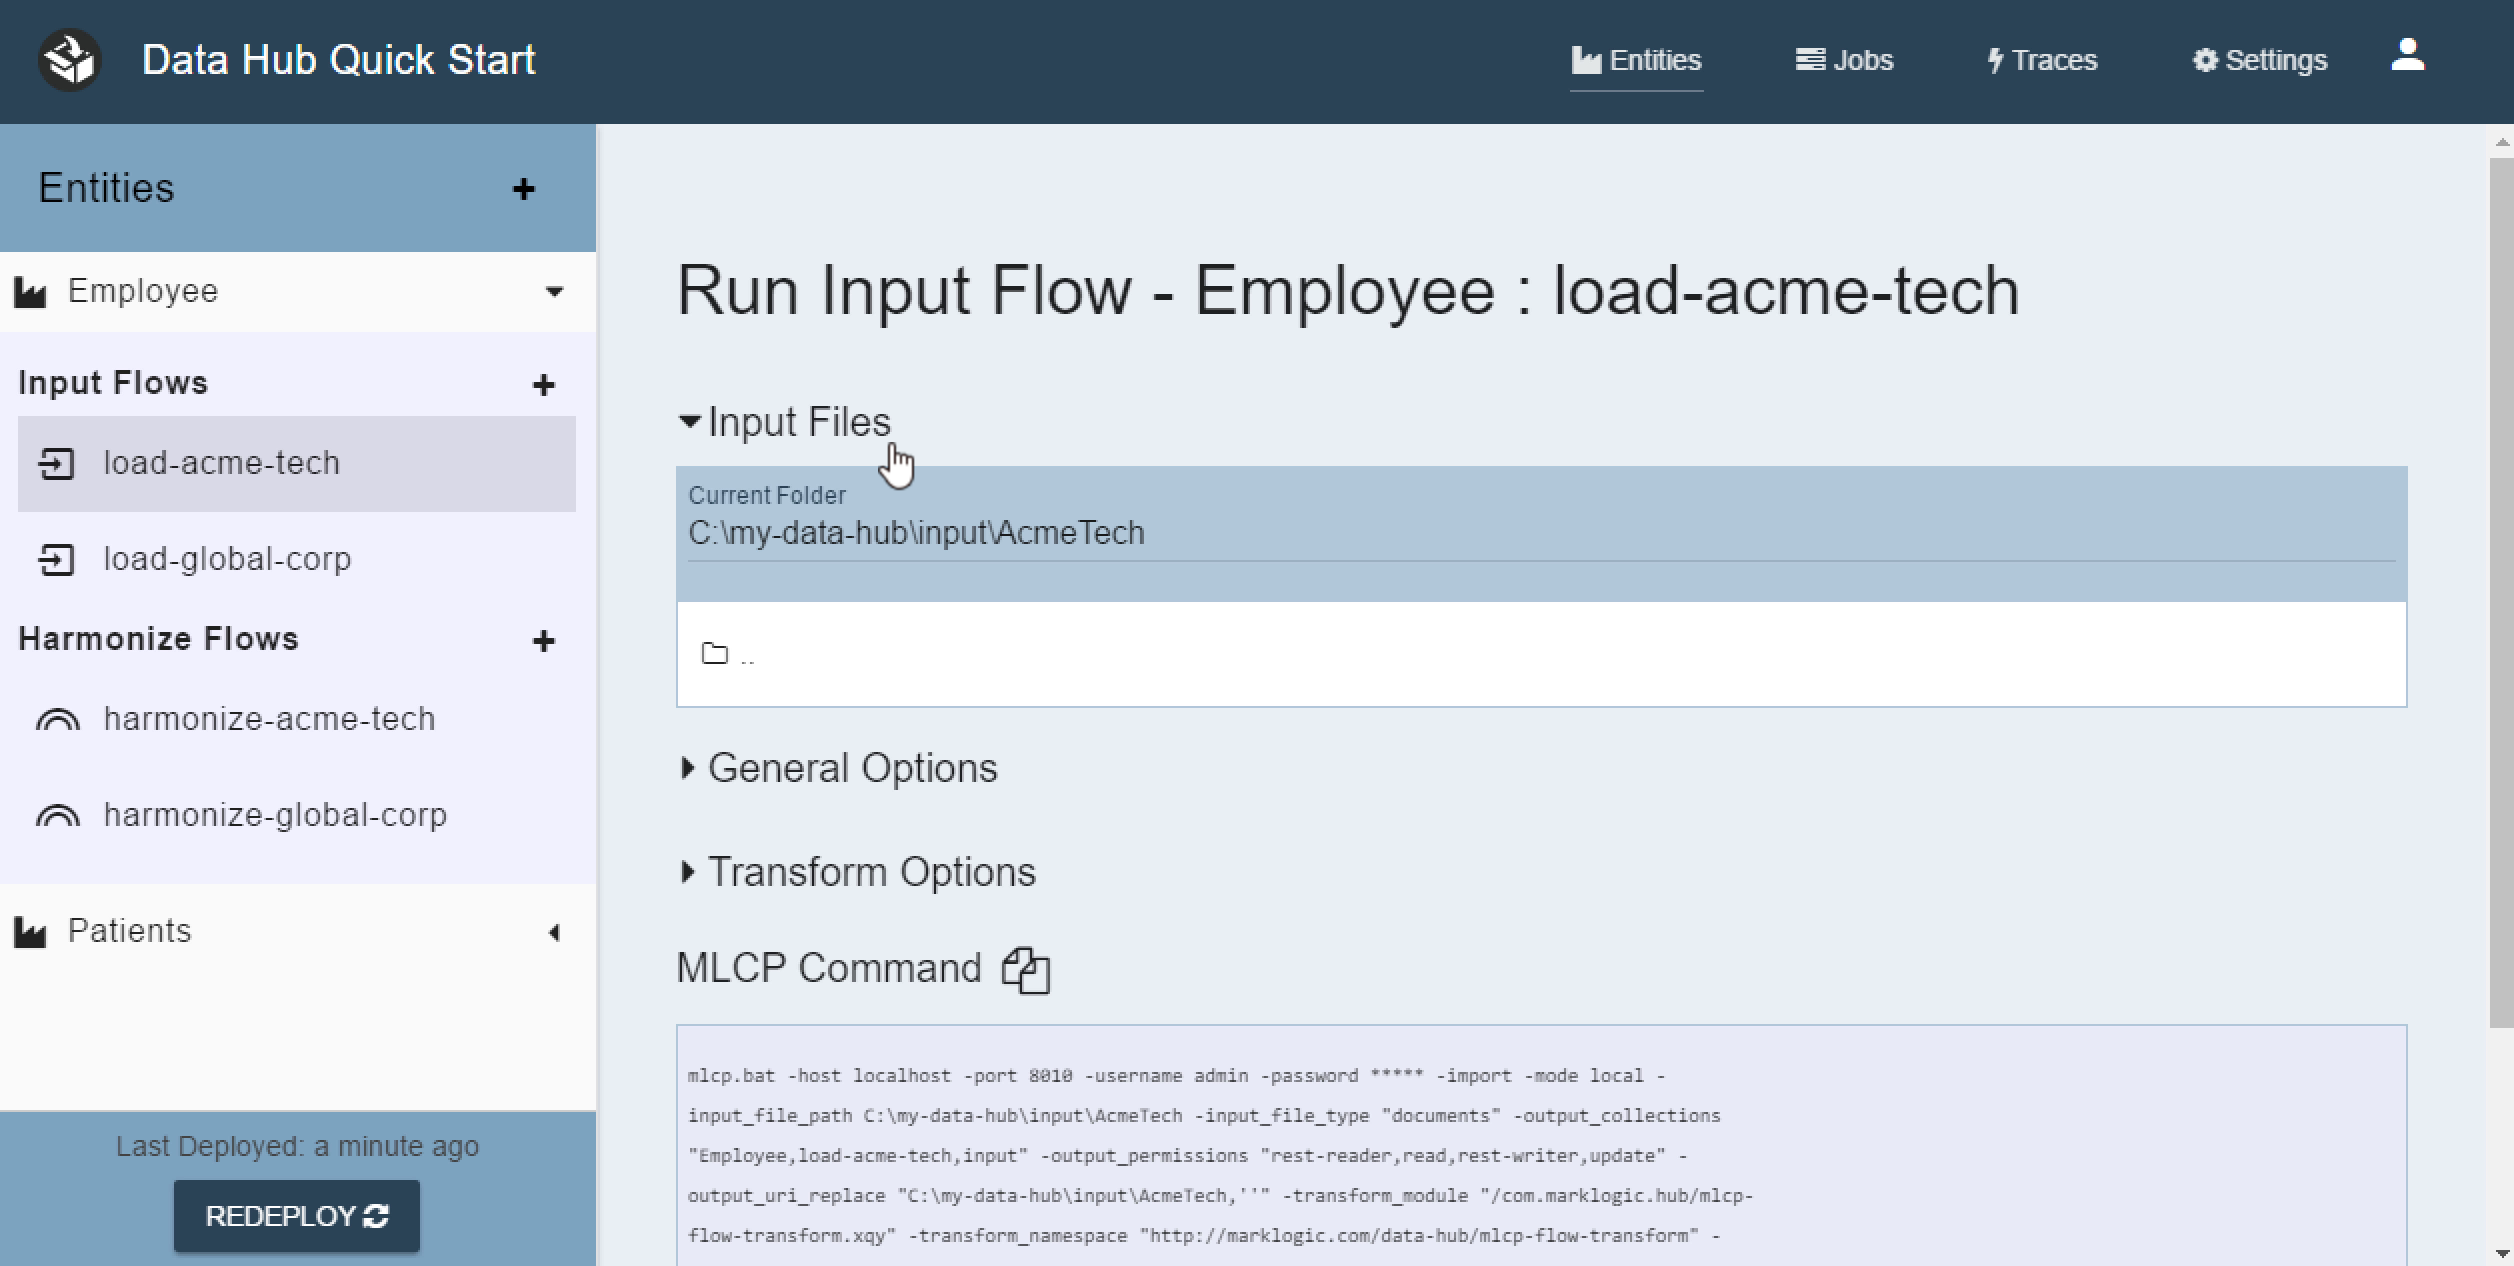 Data Hub Quick Start
Entities
Jobs
Traces
Settings
Entities
Employee
Input Flows
load-acme-tech
load-global-corp
Harmonize Flows
harmonize-acme-tech
harmonize-global-corp
Patients
Last Deployed: a minute ago
REDEPLOY
Run Input Flow - Employee : load-acme-tech
Input Files
Current Folder
C:\my-data-hub\input\AcmeTech
..
General Options
Transform Options
MLCP Command
mlcp.bat -host localhost -port 8010 -username admin -password ***** -import -mode local -
input_file_path C:\my-data-hub\input\AcmeTech -input_file_type "documents" -output_collections
"Employee,load-acme-tech,input" -output_permissions "rest-reader,read,rest-writer,update" -
output_uri_replace "C:\my-data-hub\input\AcmeTech,''" -transform_module "/com.marklogic.hub/mlcp-
flow-transform.xqy" -transform_namespace "http://marklogic.com/data-hub/mlcp-flow-transform" -